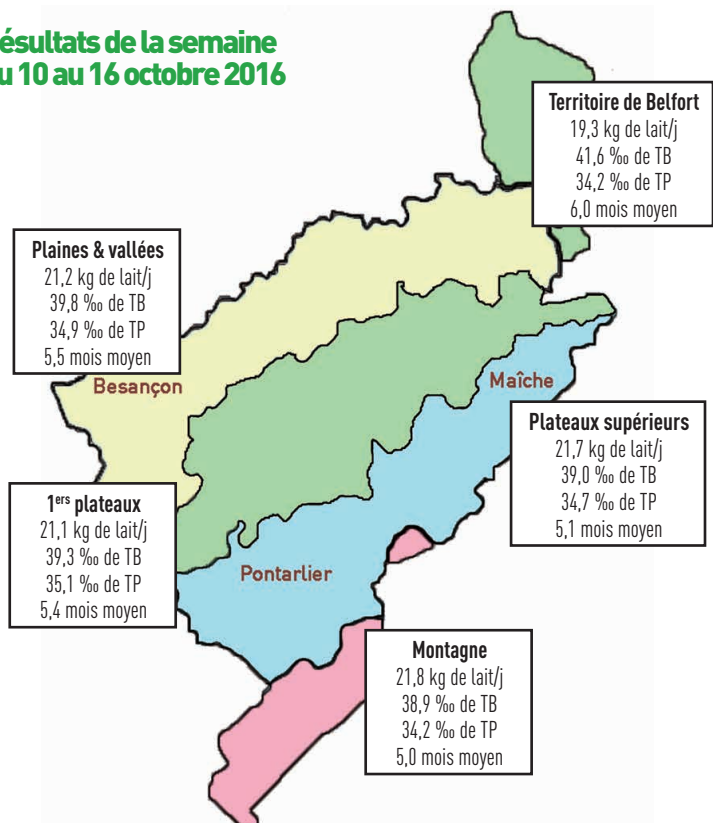 ésultats de la semaine
u 10 au 16 octobre 2016
Territoire de Belfort
19,3 kg de lait/j
41,6 ‰ de TB
34,2 ‰ de TP
6,0 mois moyen
Plaines & vallées
21,2 kg de lait/j
39,8 ‰ de TB
34,9 ‰ de TP
5,5 mois moyen
Besançon
Maîche
Plateaux supérieurs
21,7 kg de lait/j
39,0 ‰ de TB
34,7 ‰ de TP
5,1 mois moyen
1ers plateaux
21,1 kg de lait/j
39,3 ‰ de TB
35,1 ‰ de TP
5,4 mois moyen
Pontarlier
Montagne
21,8 kg de lait/j
38,9 ‰ de TB
34,2 ‰ de TP
5,0 mois moyen